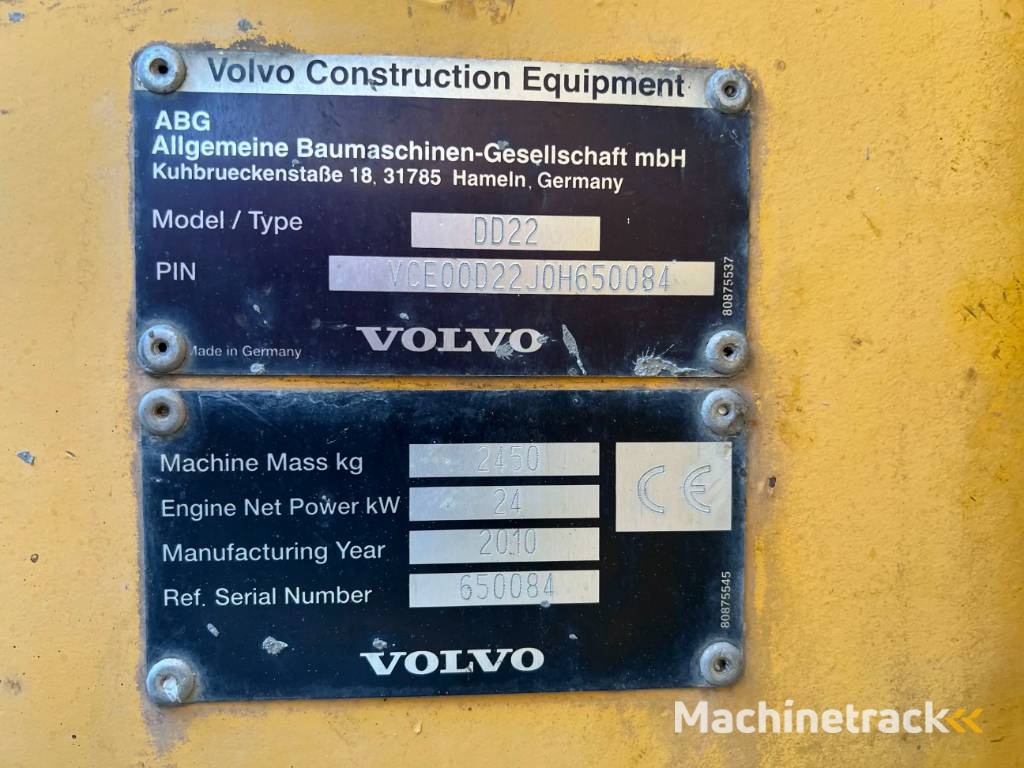 Volvo Construction Equipment
ABG
Allgemeine Baumaschinen-Gesellschaft mbH
Kuhbrueckenstaße 18, 31785 Hameln, Germany
Model / Type DD22
PIN VCE00D22J0H650084
80875537
VOLVO
Made in Germany
Machine Mass kg 2450
Engine Net Power kW 24
CE
Manufacturing Year 2010
Ref. Serial Number 650084
80875545
VOLVO
Machinetrack